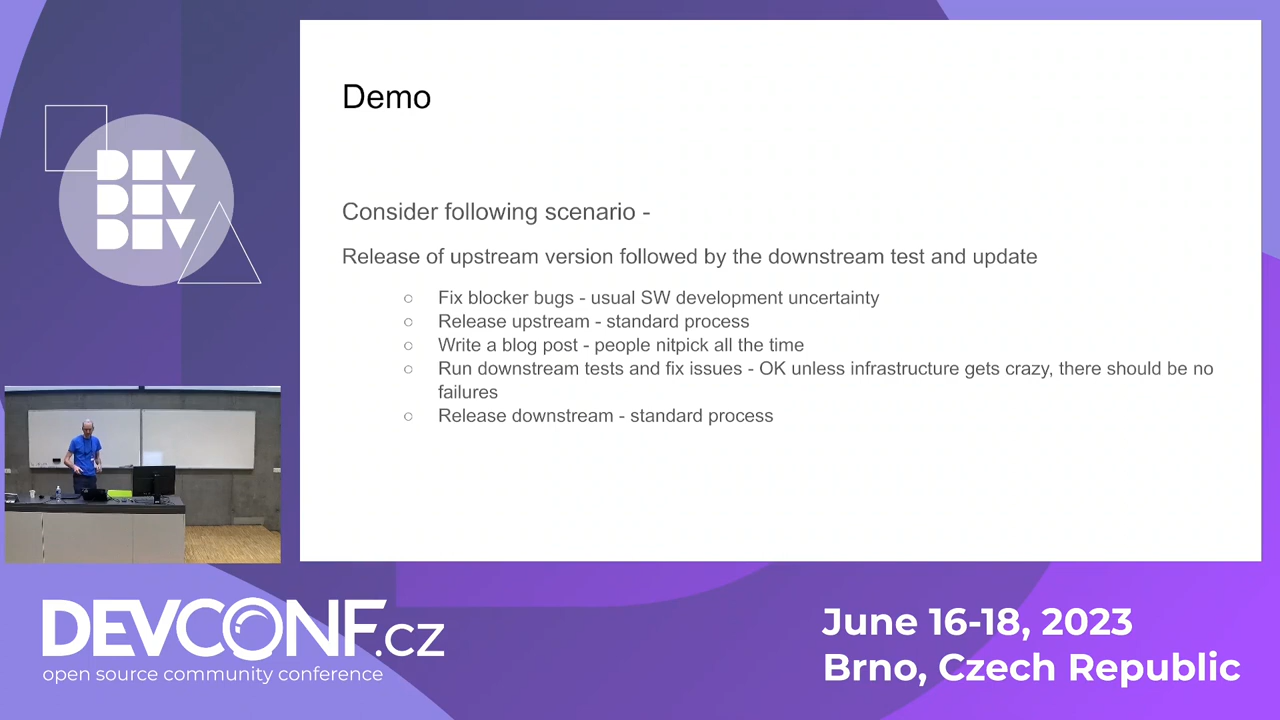 Demo
Consider following scenario -
Release of upstream version followed by the downstream test and update
○ Fix blocker bugs - usual SW development uncertainty
○ Release upstream - standard process
○ Write a blog post - people nitpick all the time
○ Run downstream tests and fix issues - OK unless infrastructure gets crazy, there should be no
failures
○ Release downstream - standard process
DEV
DEV
DEV
DEVCONF.cz
open source community conference
June 16-18, 2023
Brno, Czech Republic